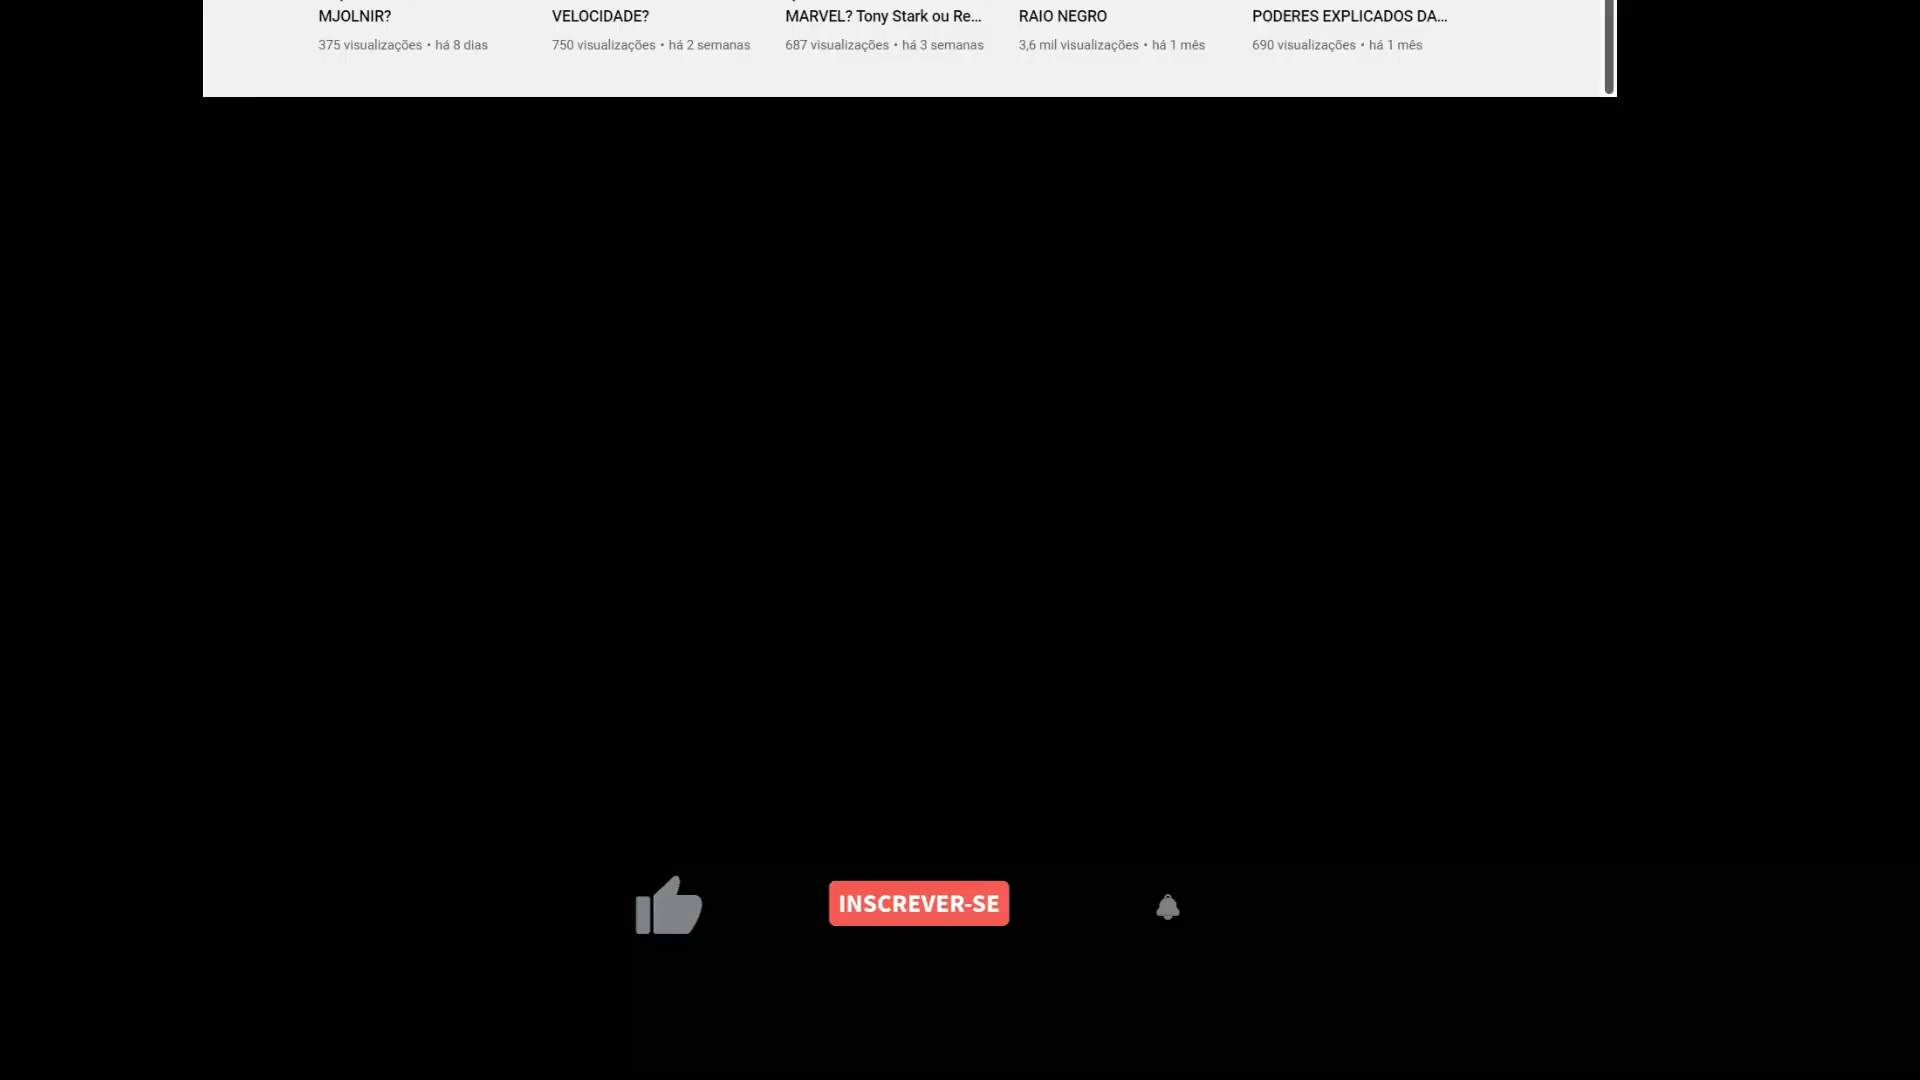 MJOLNIR?
VELOCIDADE?
MARVEL? Tony Stark ou Re...
RAIO NEGRO
PODERES EXPLICADOS DA...
375 visualizações • há 8 dias
750 visualizações • há 2 semanas
687 visualizações • há 3 semanas
3,6 mil visualizações • há 1 mês
690 visualizações • há 1 mês
INSCREVER-SE